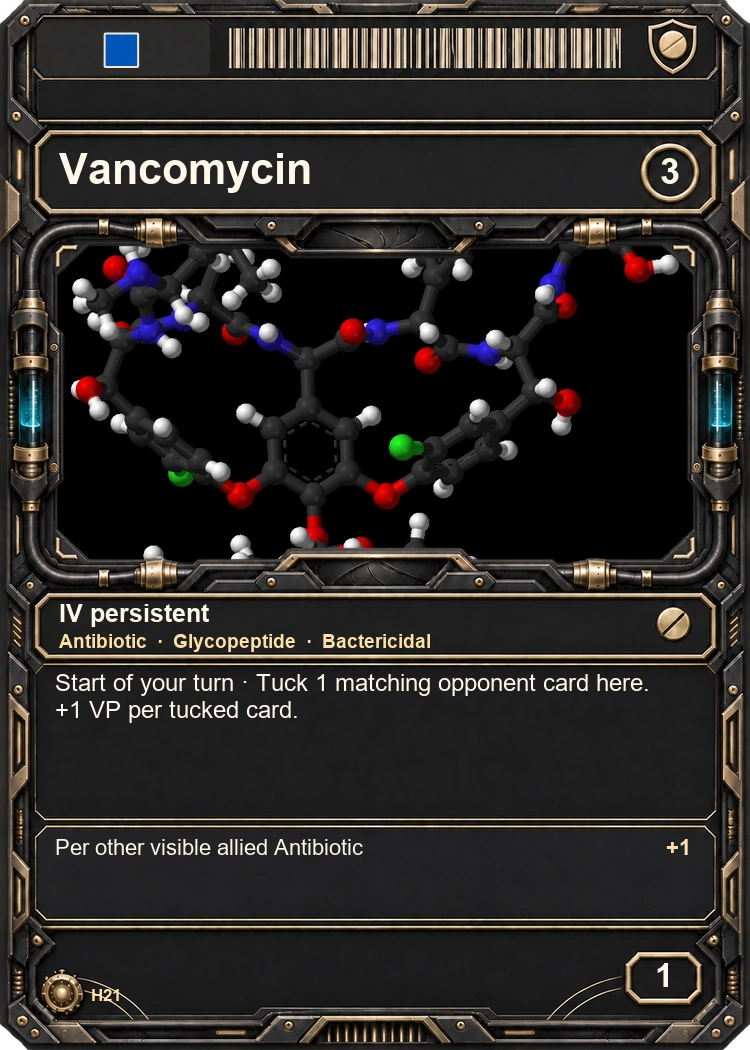 Vancomycin
3
IV persistent
Antibiotic · Glycopeptide · Bactericidal
Start of your turn · Tuck 1 matching opponent card here.
+1 VP per tucked card.
Per other visible allied Antibiotic +1
H21
1